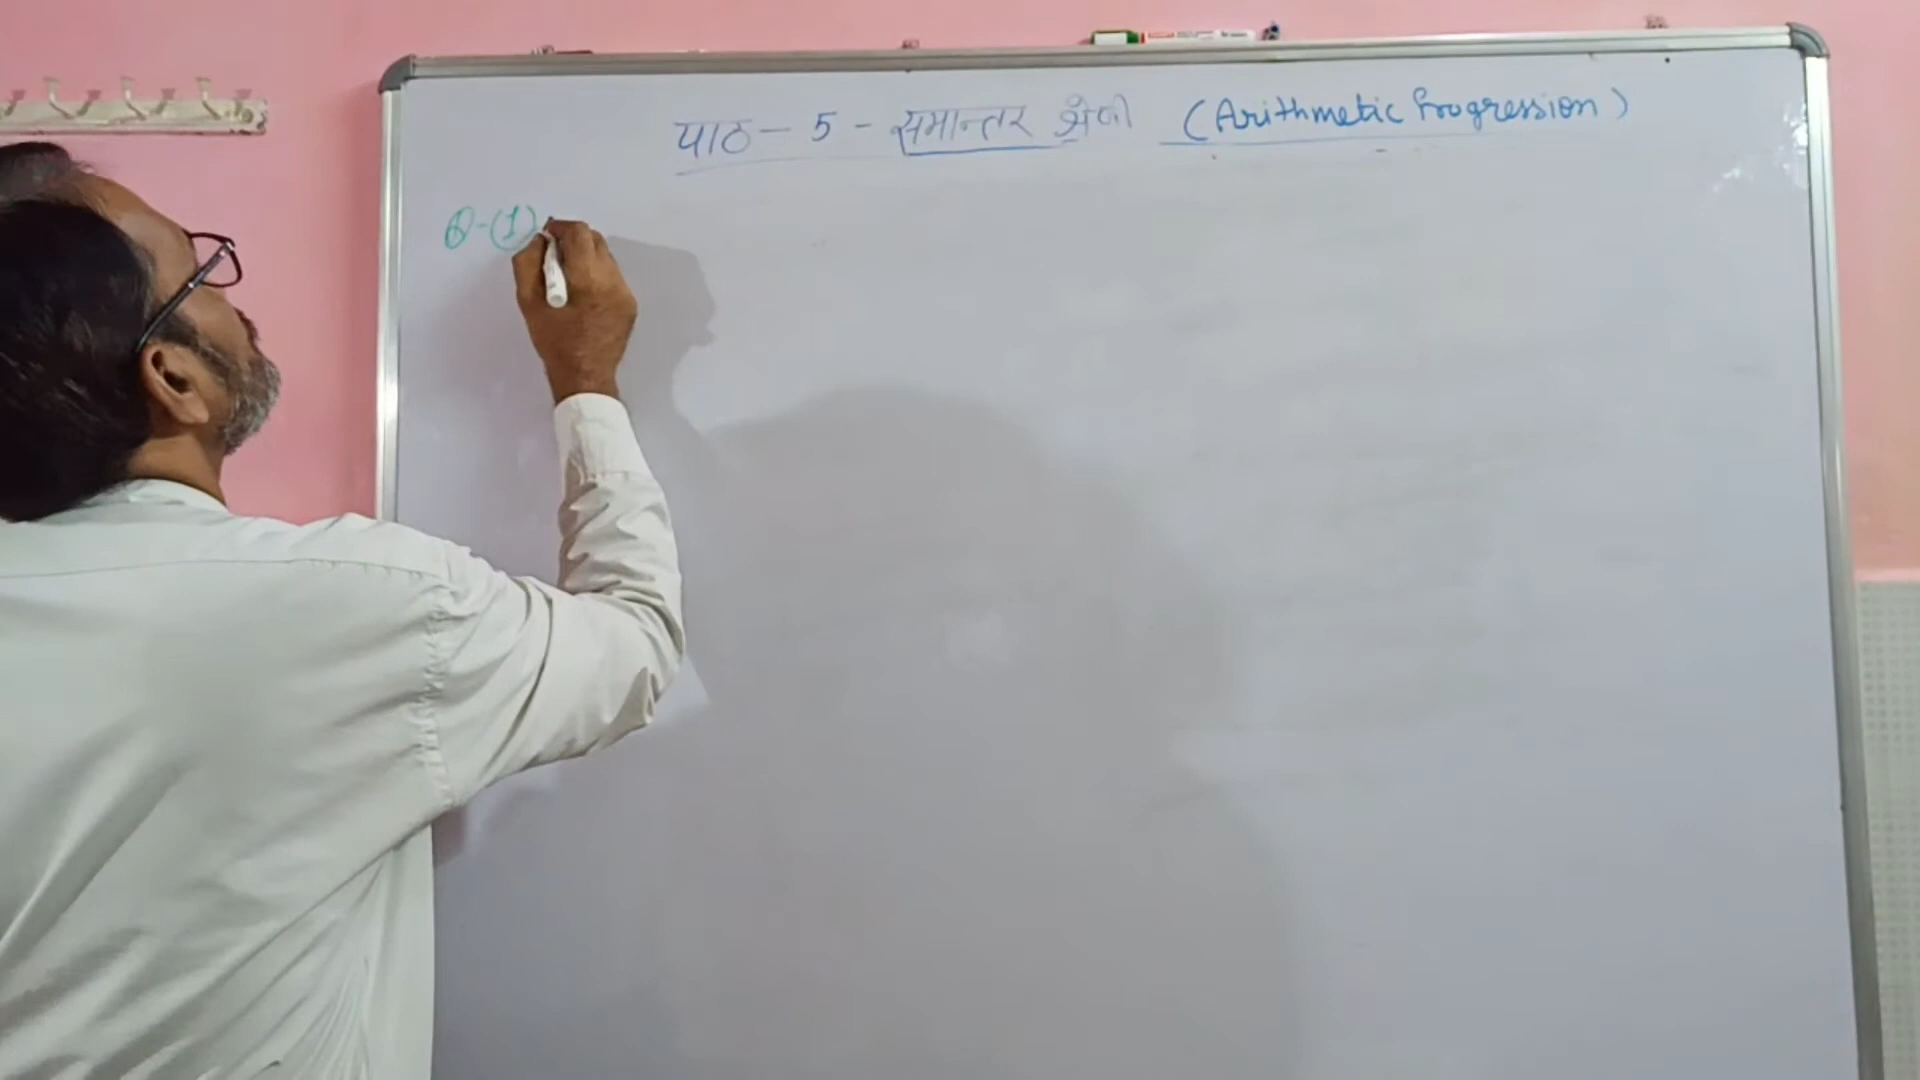 पाठ - 5 - समान्तर श्रेणी (Arithmetic Progression)
Q-(1)